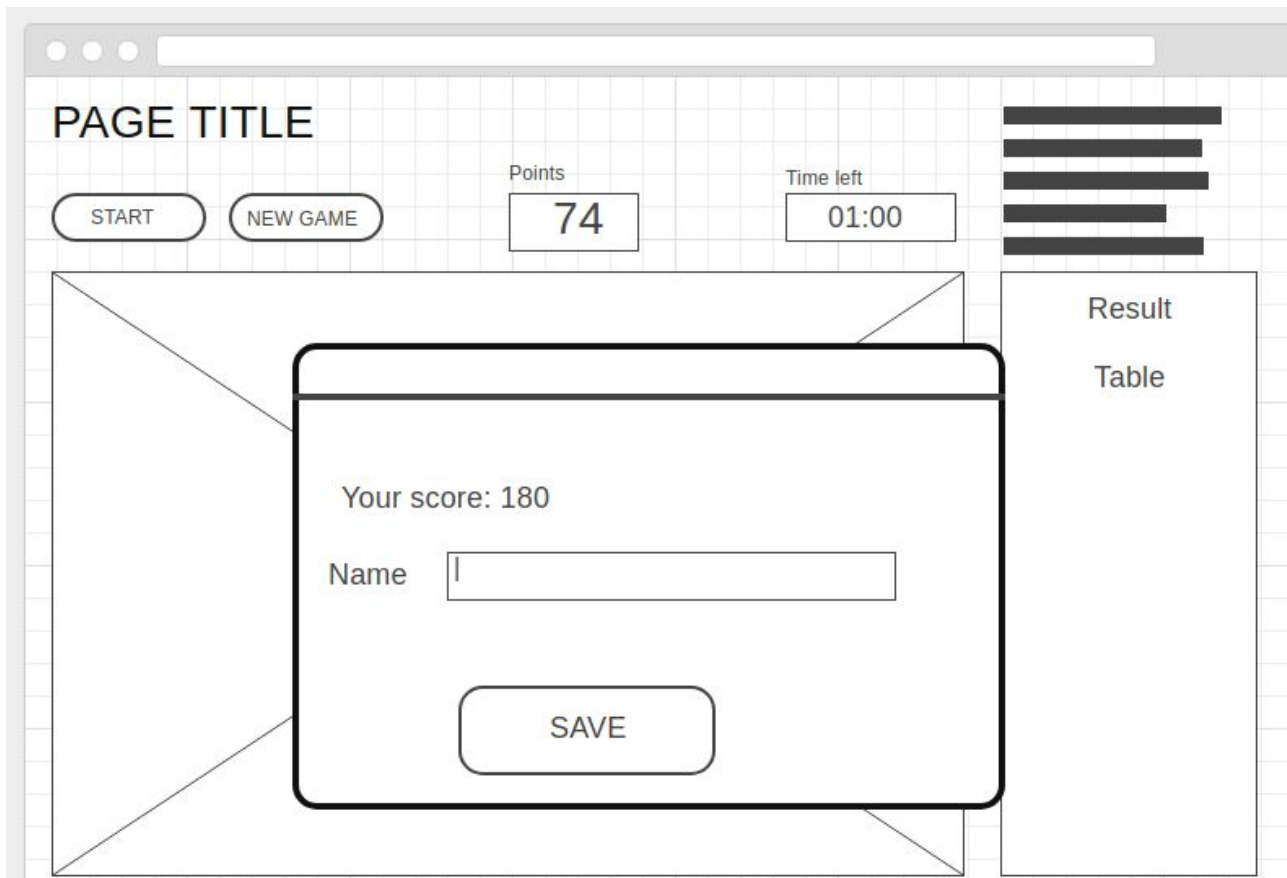 PAGE TITLE
START
NEW GAME
Points
74
Time left
01:00
Result
Table
Your score: 180
Name
SAVE